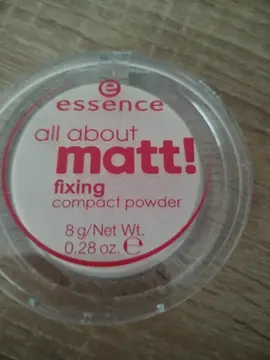 essence
all about
matt!
fixing
compact powder
8 g/Net Wt.
0.28 oz. ℮